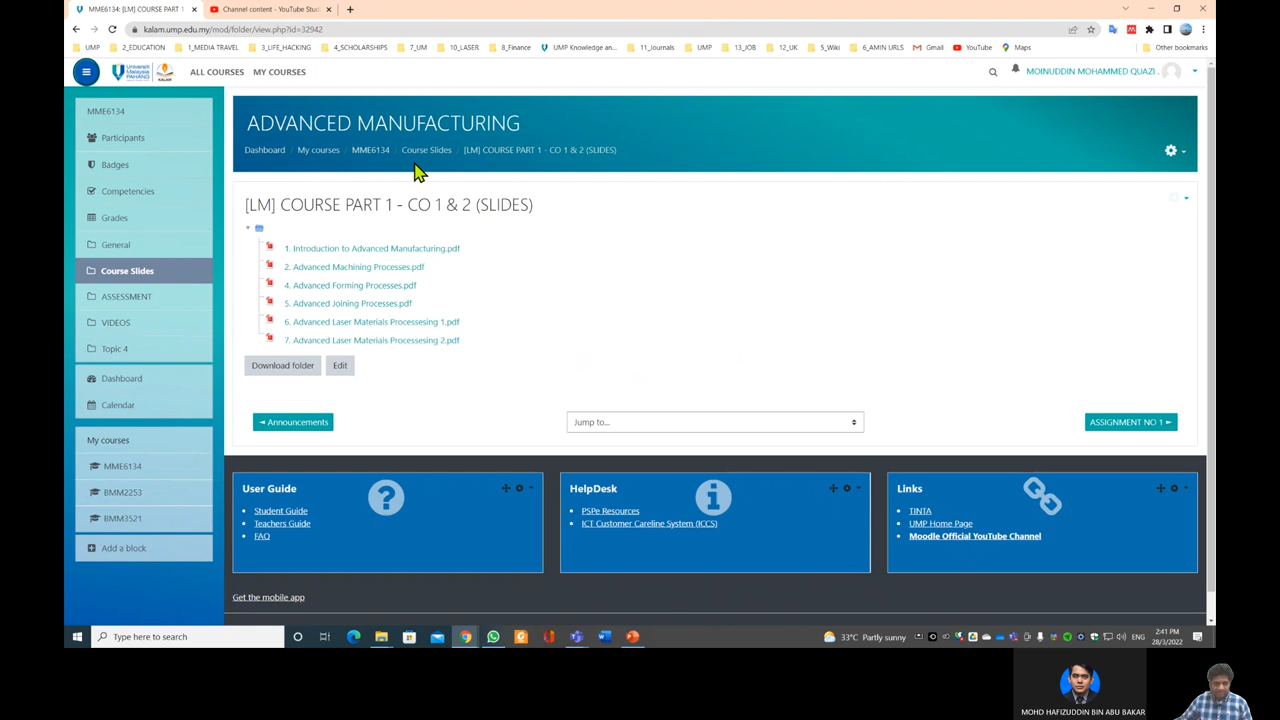 MME6134: [LM] COURSE PART 1 ×
Channel content - YouTube Stud ×
kalam.ump.edu.my/mod/folder/view.php?id=32942
UMP 2_EDUCATION 1_MEDIA TRAVEL 3_LIFE_HACKING 4_SCHOLARSHIPS 7_UM 10_LASER 8_Finance UMP Knowledge an... 11_Journals UMP 13_JOB 12_UK 5_Wiki 6_AMIN URLS Gmail YouTube Maps Other bookmarks
Universiti Malaysia PAHANG KALAM ALL COURSES MY COURSES MOINUDDIN MOHAMMED QUAZI .
MME6134
Participants
Badges
Competencies
Grades
General
Course Slides
ASSESSMENT
VIDEOS
Topic 4
Dashboard
Calendar
My courses
MME6134
BMM2253
BMM3521
Add a block
ADVANCED MANUFACTURING
Dashboard / My courses / MME6134 / Course Slides / [LM] COURSE PART 1 - CO 1 & 2 (SLIDES)
[LM] COURSE PART 1 - CO 1 & 2 (SLIDES)
1. Introduction to Advanced Manufacturing.pdf
2. Advanced Machining Processes.pdf
4. Advanced Forming Processes.pdf
5. Advanced Joining Processes.pdf
6. Advanced Laser Materials Processesing 1.pdf
7. Advanced Laser Materials Processesing 2.pdf
Download folder Edit
◄ Announcements Jump to... ASSIGNMENT NO 1 ►
User Guide
Student Guide
Teachers Guide
FAQ
HelpDesk
PSPe Resources
ICT Customer Careline System (ICCS)
Links
TINTA
UMP Home Page
Moodle Official YouTube Channel
Get the mobile app
Type here to search
33°C Partly sunny
ENG
2:41 PM
28/3/2022
MOHD HAFIZUDDIN BIN ABU BAKAR